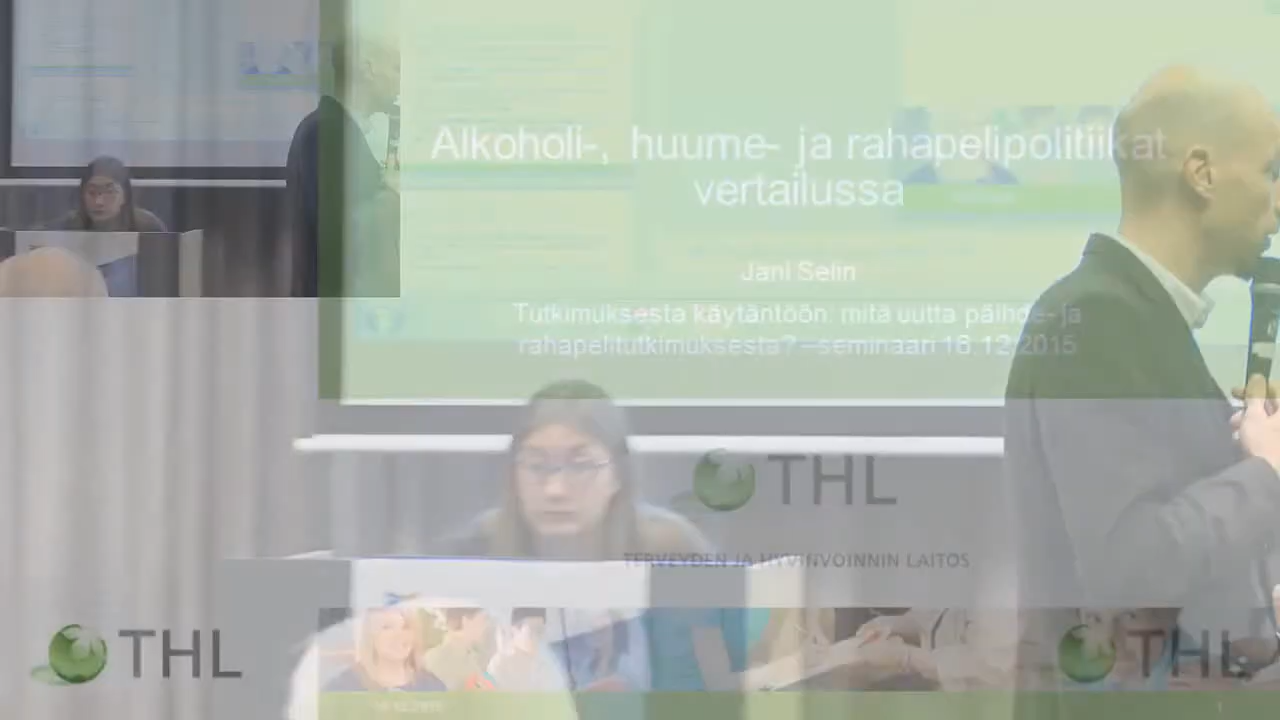 Alkoholi-, huume- ja rahapelipolitiikat
vertailussa
Jani Selin
Tutkimuksesta käytäntöön: mitä uutta päihde- ja
rahapelitutkimuksesta? –seminaari 16.12.2015
THL
TERVEYDEN JA HYVINVOINNIN LAITOS
THL
THL